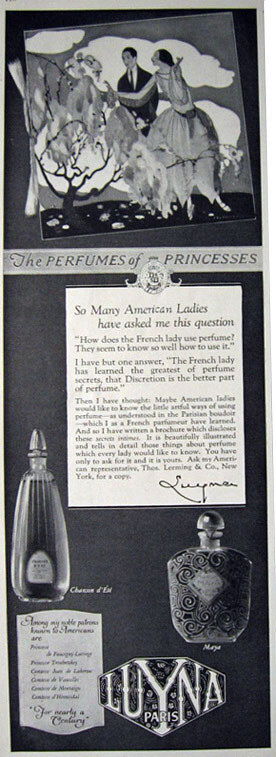 The PERFUMES of PRINCESSES
So Many American Ladies
have asked me this question
"How does the French lady use perfume?
They seem to know so well how to use it."
I have but one answer, "The French lady
has learned the greatest of perfume
secrets, that Discretion is the better part
of perfume."
Then I have thought: Maybe American ladies
would like to know the little artful ways of using
perfume—as understood in the Parisian boudoir
—which I as a French parfumeur have learned.
And so I have written a brochure which discloses
these secrets intimes. It is beautifully illustrated
and tells in detail those things about perfume
which every lady would like to know. You have
only to ask for it and it is yours. Ask my Ameri-
can representative, Thos. Leeming & Co., New
York, for a copy.
Chanson d'Été
Maya
Among my noble patrons
known to Americans
are
Princesse
de Faucigny-Lucinge
Princesse Troubetzkoy
Comtesse Jean de
Comtesse de
Comtesse de Montaigu
Comtesse d'
"For nearly a
Century"
LUYNA
PARIS